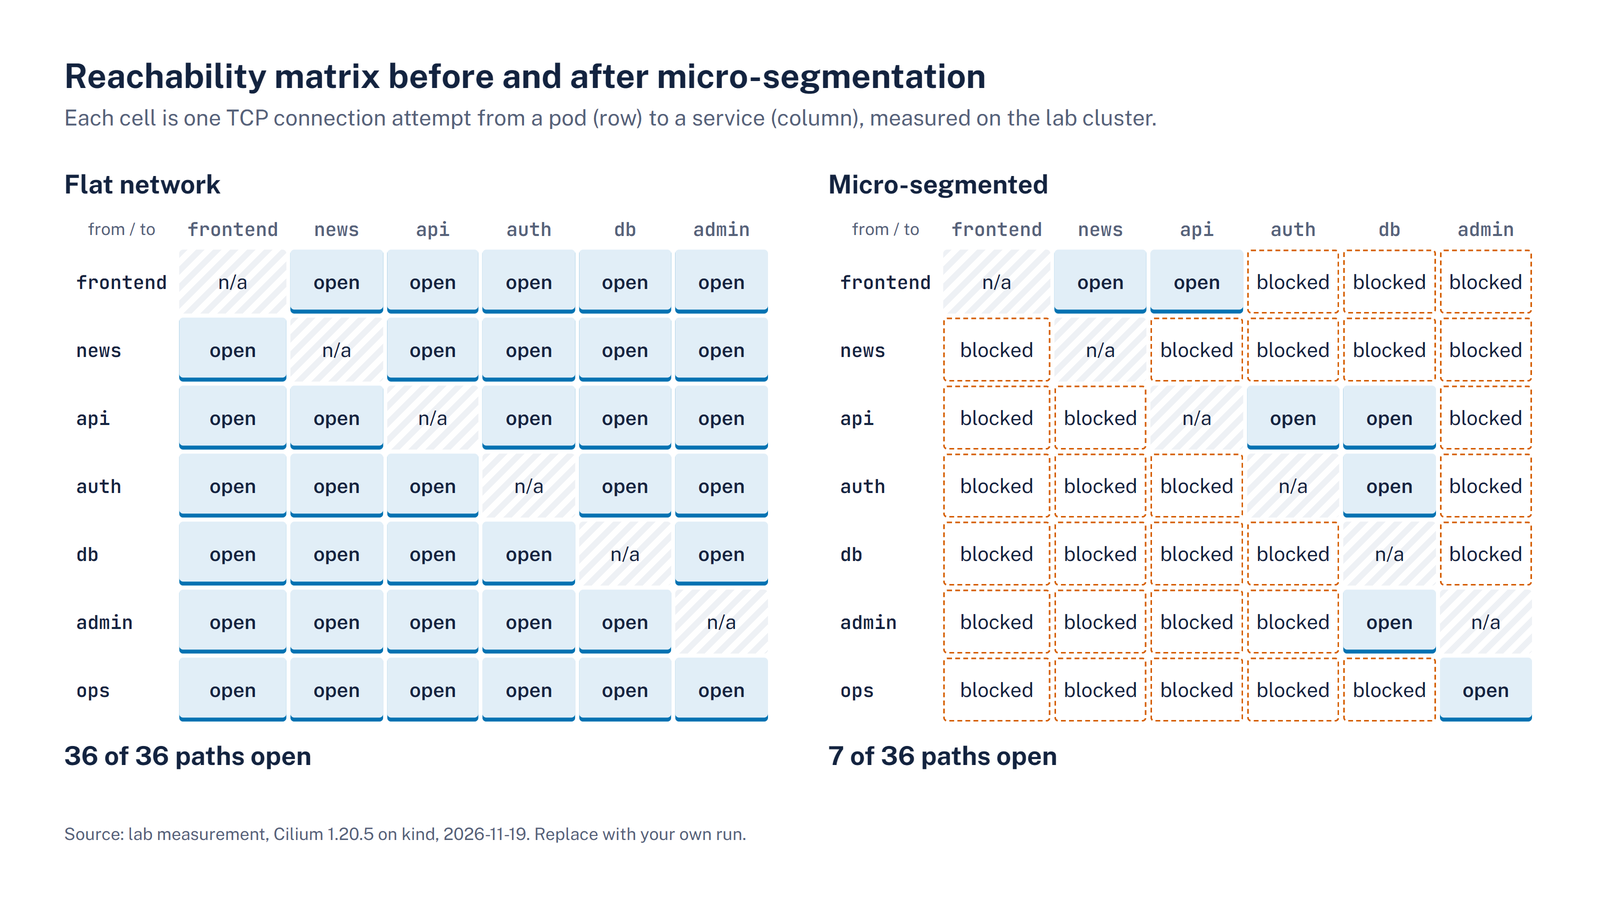 Reachability matrix before and after micro-segmentation
Each cell is one TCP connection attempt from a pod (row) to a service (column), measured on the lab cluster.
Flat network
from / to frontend news api auth db admin
frontend n/a open open open open open
news open n/a open open open open
api open open n/a open open open
auth open open open n/a open open
db open open open open n/a open
admin open open open open open n/a
ops open open open open open open
36 of 36 paths open
Micro-segmented
from / to frontend news api auth db admin
frontend n/a open open blocked blocked blocked
news blocked n/a blocked blocked blocked blocked
api blocked blocked n/a open open blocked
auth blocked blocked blocked n/a open blocked
db blocked blocked blocked blocked n/a blocked
admin blocked blocked blocked blocked open n/a
ops blocked blocked blocked blocked blocked open
7 of 36 paths open
Source: lab measurement, Cilium 1.20.5 on kind, 2026-11-19. Replace with your own run.